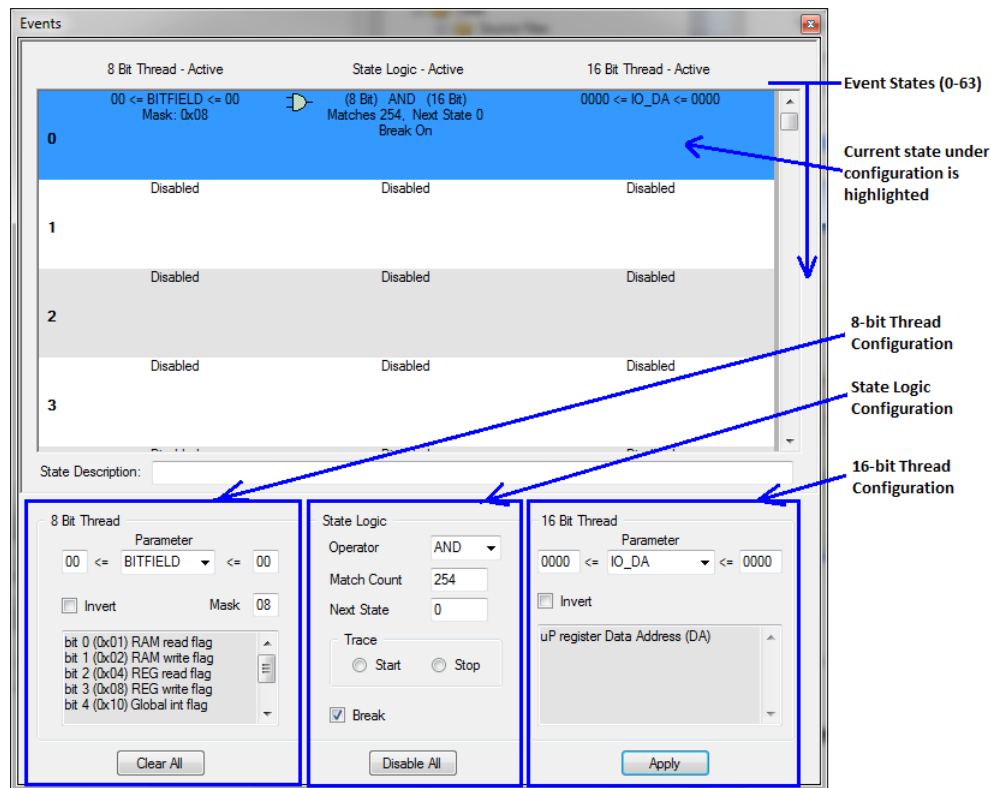 Events
8 Bit Thread - Active
State Logic - Active
16 Bit Thread - Active
Event States (0-63)
00 <= BITFIELD <= 00
Mask: 0x08
(8 Bit) AND (16 Bit)
Matches 254, Next State 0
Break On
0000 <= IO_DA <= 0000
0
Current state under
configuration is
highlighted
Disabled
Disabled
1
Disabled
Disabled
Disabled
2
8-bit Thread
Configuration
Disabled
Disabled
Disabled
3
State Logic
Configuration
State Description:
16-bit Thread
Configuration
8 Bit Thread
Parameter
00 <= BITFIELD <= 00
Invert
Mask 08
bit 0 (0x01) RAM read flag
bit 1 (0x02) RAM write flag
bit 2 (0x04) REG read flag
bit 3 (0x08) REG write flag
bit 4 (0x10) Global int flag
Clear All
State Logic
Operator AND
Match Count 254
Next State 0
Trace
Start Stop
Break
Disable All
16 Bit Thread
Parameter
0000 <= IO_DA <= 0000
Invert
uP register Data Address (DA)
Apply